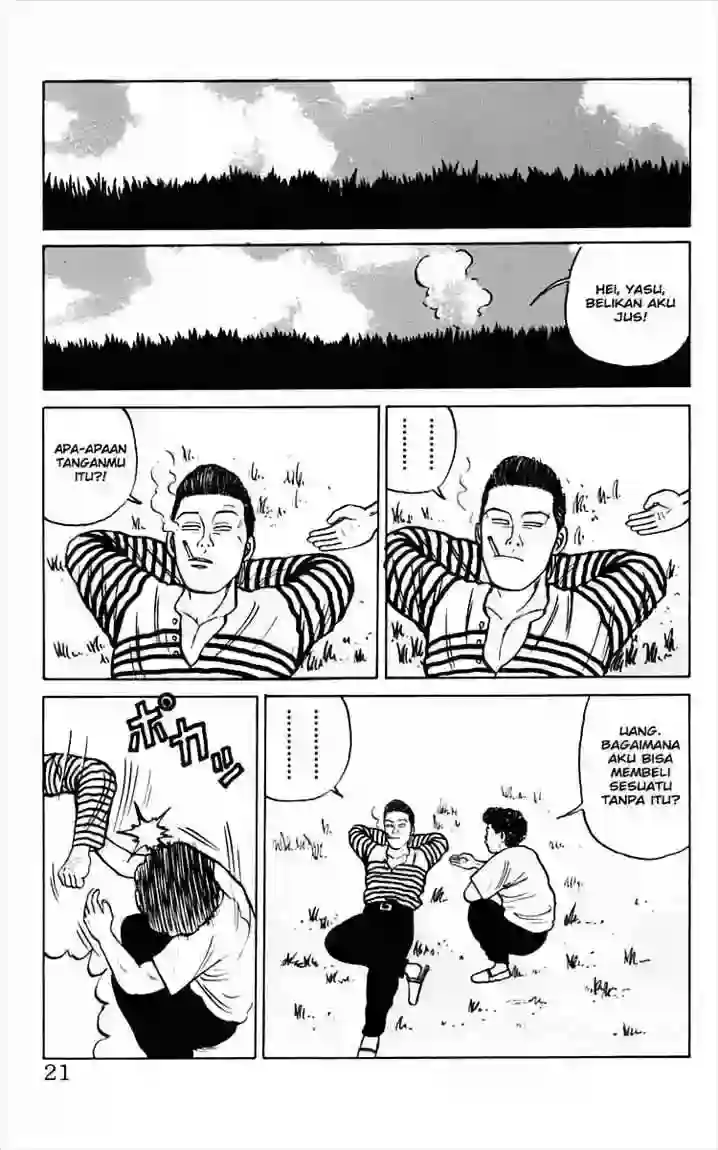 HEI, YASU,
BELIKAN AKU
JUS!
.........
.........
APA-APAAN
TANGANMU
ITU?!
UANG.
BAGAIMANA
AKU BISA
MEMBELI
SESUATU
TANPA ITU?
.........
.........
ポカッ
21